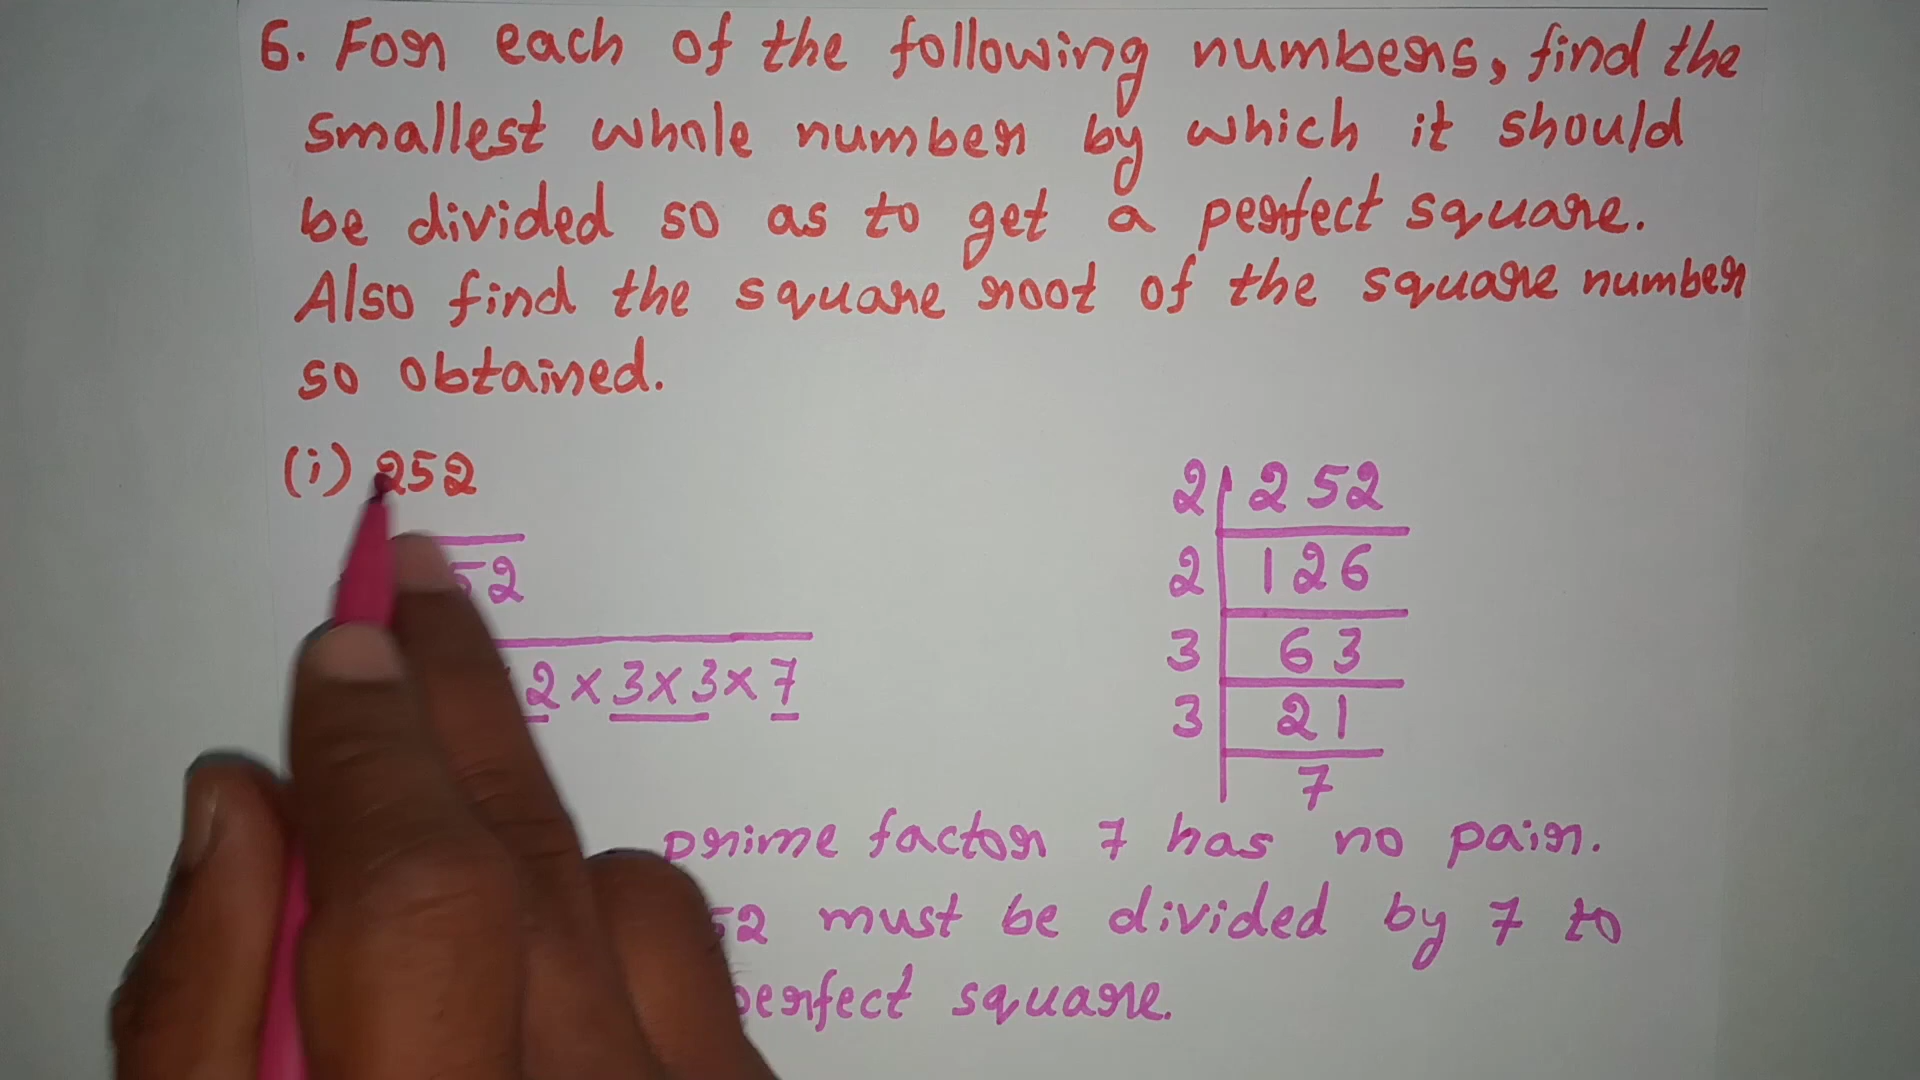 6. For each of the following numbers, find the
smallest whole number by which it should
be divided so as to get a perfect square.
Also find the square root of the square number
so obtained.
(i) 252
2 | 252
2 | 126
3 | 63
3 | 21
7
52
2 × 3 × 3 × 7
prime factor 7 has no pair.
52 must be divided by 7 to
perfect square.